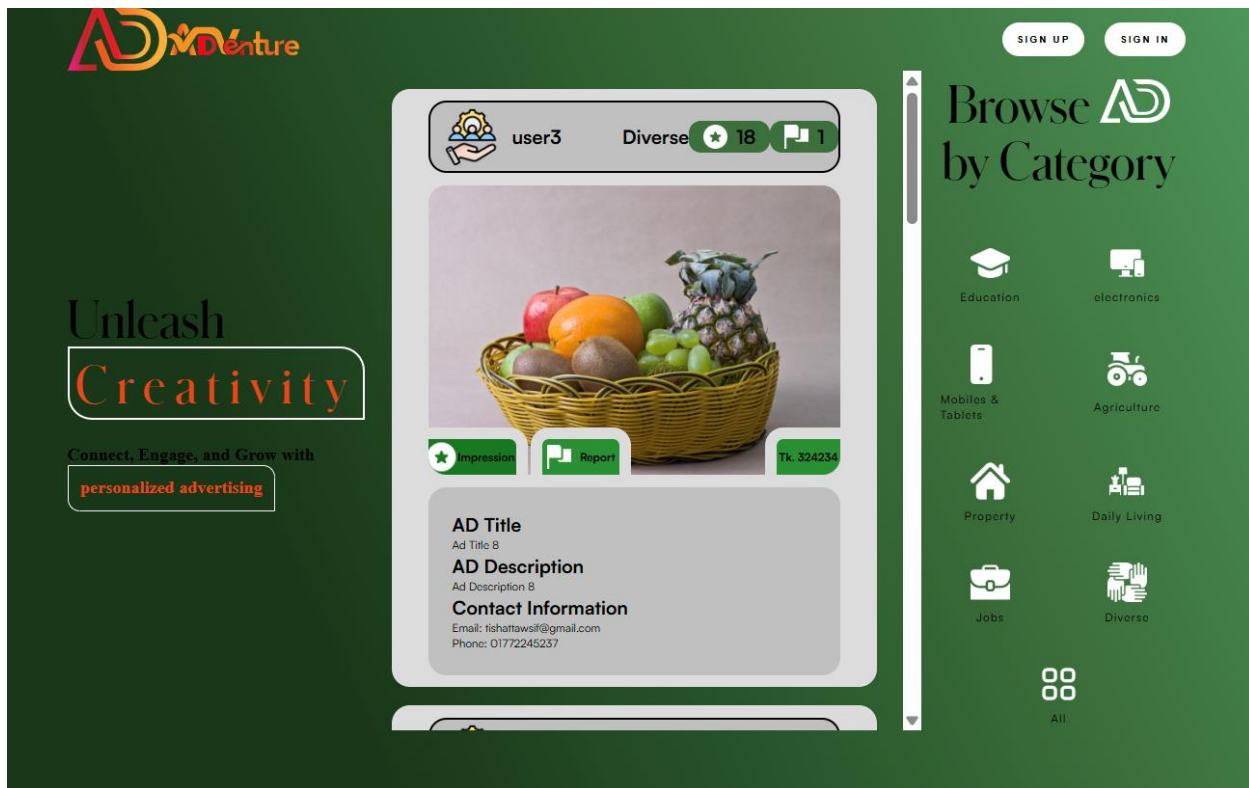 AD ADVenture
SIGN UP
SIGN IN
Unleash
Creativity
Connect, Engage, and Grow with
personalized advertising
user3 Diverse 18 1
Impression
Report
Tk. 324234
AD Title
Ad Title 8
AD Description
Ad Description 8
Contact Information
Email: tishattawsif@gmail.com
Phone: 01772245237
Browse AD
by Category
Education
electronics
Mobiles &
Tablets
Agriculture
Property
Daily Living
Jobs
Diverse
All